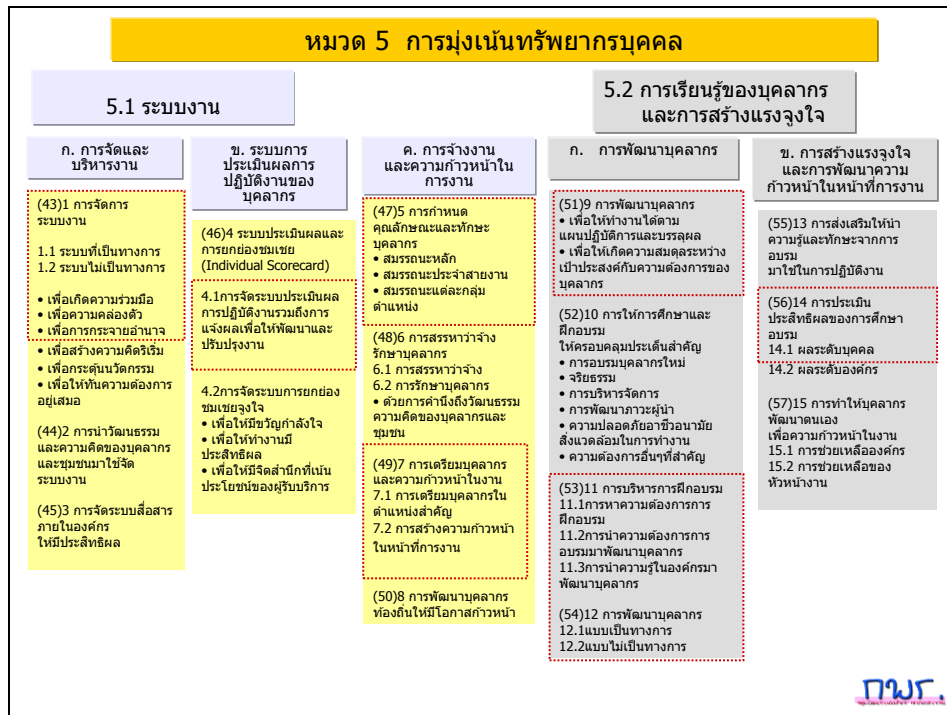 หมวด 5 การมุ่งเน้นทรัพยากรบุคคล
5.1 ระบบงาน
ก. การจัดและ
บริหารงาน
(43)1 การจัดการ
ระบบงาน
1.1 ระบบที่เป็นทางการ
1.2 ระบบไม่เป็นทางการ
• เพื่อเกิดความร่วมมือ
• เพื่อความคล่องตัว
• เพื่อการกระจายอำนาจ
• เพื่อสร้างความคิดริเริ่ม
• เพื่อกระตุ้นนวัตกรรม
• เพื่อให้ทันความต้องการ
อยู่เสมอ
(44)2 การนำวัฒนธรรม
และความคิดของบุคลากร
และชุมชนมาใช้จัด
ระบบงาน
(45)3 การจัดระบบสื่อสาร
ภายในองค์กร
ให้มีประสิทธิผล
ข. ระบบการ
ประเมินผลการ
ปฏิบัติงานของ
บุคลากร
(46)4 ระบบประเมินผลและ
การยกย่องชมเชย
(Individual Scorecard)
4.1การจัดระบบประเมินผล
การปฏิบัติงานรวมถึงการ
แจ้งผลเพื่อให้พัฒนาและ
ปรับปรุงงาน
4.2การจัดระบบการยกย่อง
ชมเชยจูงใจ
• เพื่อให้มีขวัญกำลังใจ
• เพื่อให้ทำงานมี
ประสิทธิผล
• เพื่อให้มีจิตสำนึกที่เน้น
ประโยชน์ของผู้รับบริการ
ค. การจ้างงาน
และความก้าวหน้าใน
การงาน
(47)5 การกำหนด
คุณลักษณะและทักษะ
บุคลากร
• สมรรถนะหลัก
• สมรรถนะประจำสายงาน
• สมรรถนะแต่ละกลุ่ม
ตำแหน่ง
(48)6 การสรรหาว่าจ้าง
รักษาบุคลากร
6.1 การสรรหาว่าจ้าง
6.2 การรักษาบุคลากร
• ด้วยการคำนึงถึงวัฒนธรรม
ความคิดของบุคลากรและ
ชุมชน
(49)7 การเตรียมบุคลากร
และความก้าวหน้าในงาน
7.1 การเตรียมบุคลากรใน
ตำแหน่งสำคัญ
7.2 การสร้างความก้าวหน้า
ในหน้าที่การงาน
(50)8 การพัฒนาบุคลากร
ท้องถิ่นให้มีโอกาสก้าวหน้า
5.2 การเรียนรู้ของบุคลากร
และการสร้างแรงจูงใจ
ก. การพัฒนาบุคลากร
(51)9 การพัฒนาบุคลากร
• เพื่อให้ทำงานได้ตาม
แผนปฏิบัติการและบรรลุผล
• เพื่อให้เกิดความสมดุลระหว่าง
เป้าประสงค์กับความต้องการของ
บุคลากร
(52)10 การให้การศึกษาและ
ฝึกอบรม
ให้ครอบคลุมประเด็นสำคัญ
• การอบรมบุคลากรใหม่
• จริยธรรม
• การบริหารจัดการ
• การพัฒนาภาวะผู้นำ
• ความปลอดภัยอาชีวอนามัย
สิ่งแวดล้อมในการทำงาน
• ความต้องการอื่นๆที่สำคัญ
(53)11 การบริหารการฝึกอบรม
11.1การหาความต้องการการ
ฝึกอบรม
11.2การนำความต้องการการ
อบรมมาพัฒนาบุคลากร
11.3การนำความรู้ในองค์กรมา
พัฒนาบุคลากร
(54)12 การพัฒนาบุคลากร
12.1แบบเป็นทางการ
12.2แบบไม่เป็นทางการ
ข. การสร้างแรงจูงใจ
และการพัฒนาความ
ก้าวหน้าในหน้าที่การงาน
(55)13 การส่งเสริมให้นำ
ความรู้และทักษะจากการ
อบรม
มาใช้ในการปฏิบัติงาน
(56)14 การประเมิน
ประสิทธิผลของการศึกษา
อบรม
14.1 ผลระดับบุคคล
14.2 ผลระดับองค์กร
(57)15 การทำให้บุคลากร
พัฒนาตนเอง
เพื่อความก้าวหน้าในงาน
15.1 การช่วยเหลือองค์กร
15.2 การช่วยเหลือของ
หัวหน้างาน
กพร.